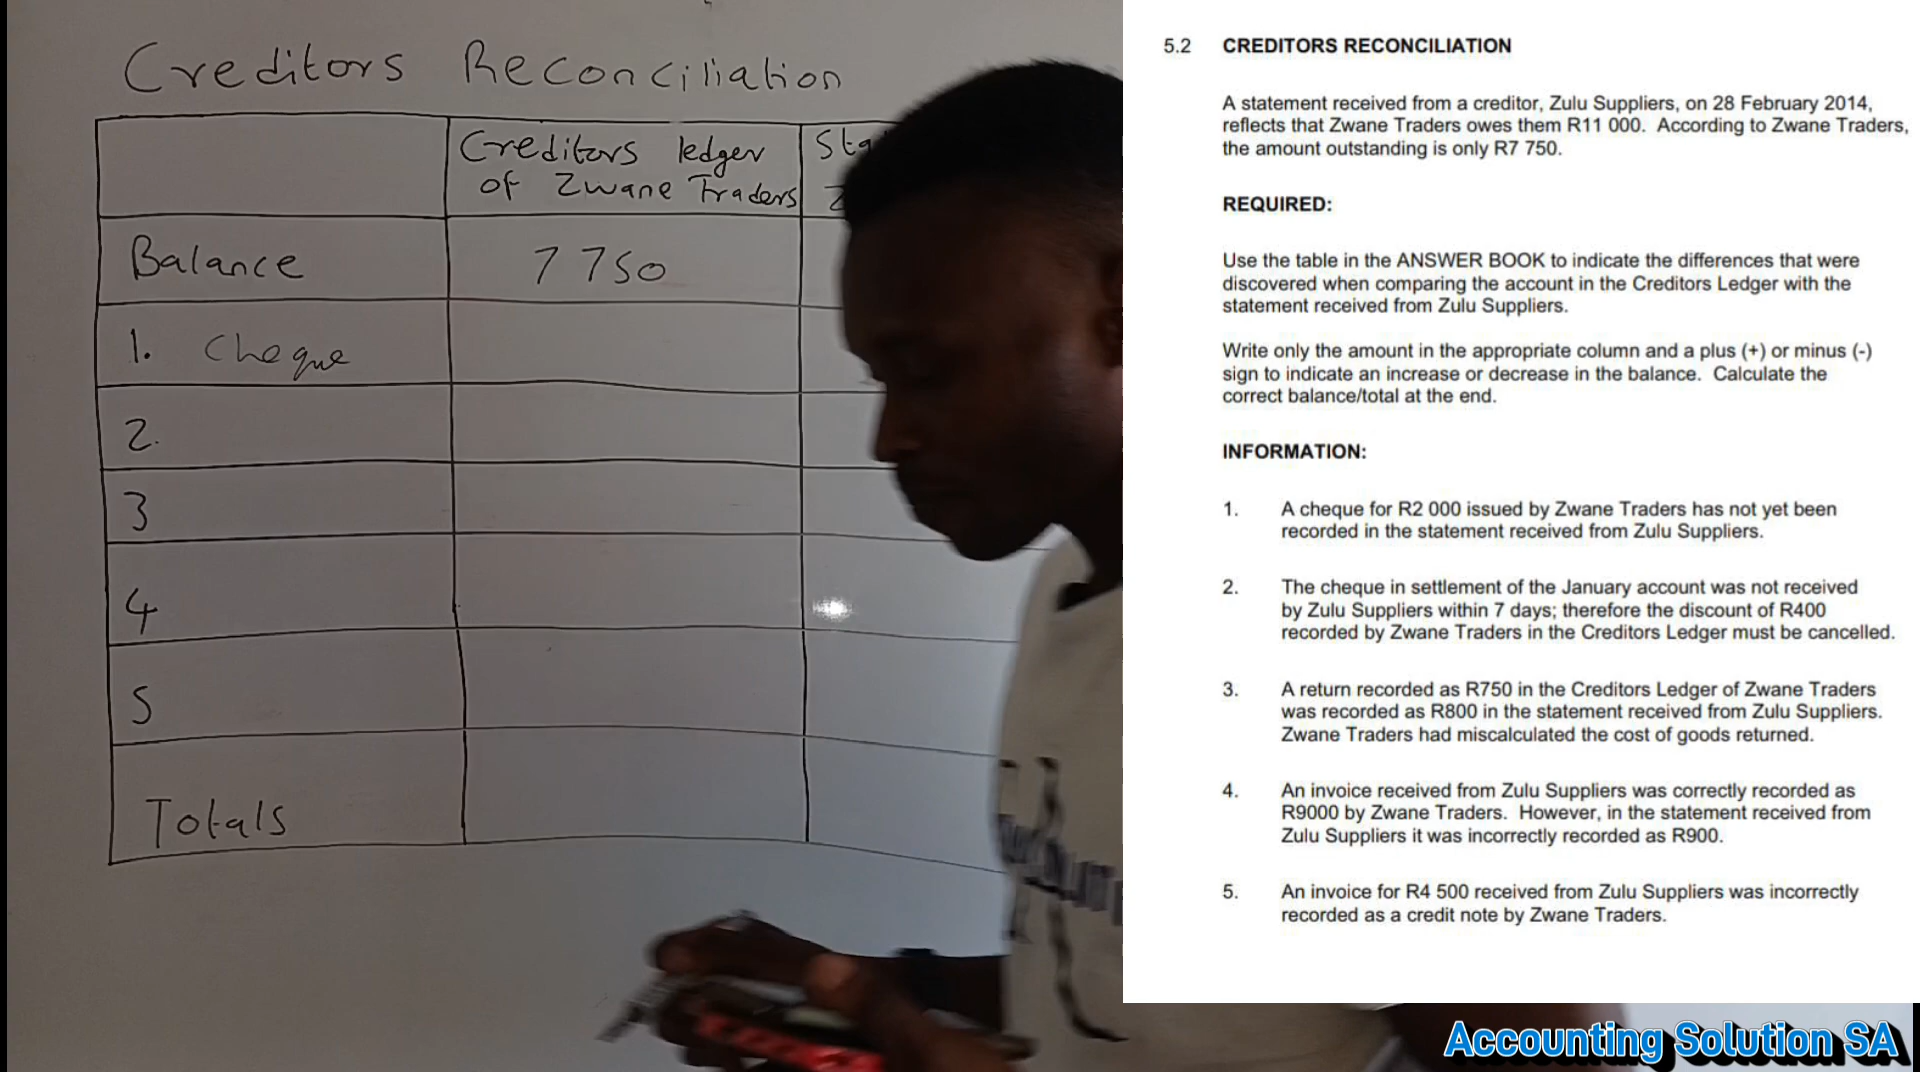 Creditors Reconciliation
Creditors ledger
of Zwane Traders
Balance
7 750
1. Cheque
2.
3
4
5
Totals
5.2 CREDITORS RECONCILIATION
A statement received from a creditor, Zulu Suppliers, on 28 February 2014,
reflects that Zwane Traders owes them R11 000. According to Zwane Traders,
the amount outstanding is only R7 750.
REQUIRED:
Use the table in the ANSWER BOOK to indicate the differences that were
discovered when comparing the account in the Creditors Ledger with the
statement received from Zulu Suppliers.
Write only the amount in the appropriate column and a plus (+) or minus (-)
sign to indicate an increase or decrease in the balance. Calculate the
correct balance/total at the end.
INFORMATION:
1. A cheque for R2 000 issued by Zwane Traders has not yet been
recorded in the statement received from Zulu Suppliers.
2. The cheque in settlement of the January account was not received
by Zulu Suppliers within 7 days; therefore the discount of R400
recorded by Zwane Traders in the Creditors Ledger must be cancelled.
3. A return recorded as R750 in the Creditors Ledger of Zwane Traders
was recorded as R800 in the statement received from Zulu Suppliers.
Zwane Traders had miscalculated the cost of goods returned.
4. An invoice received from Zulu Suppliers was correctly recorded as
R9000 by Zwane Traders. However, in the statement received from
Zulu Suppliers it was incorrectly recorded as R900.
5. An invoice for R4 500 received from Zulu Suppliers was incorrectly
recorded as a credit note by Zwane Traders.
Accounting Solution SA